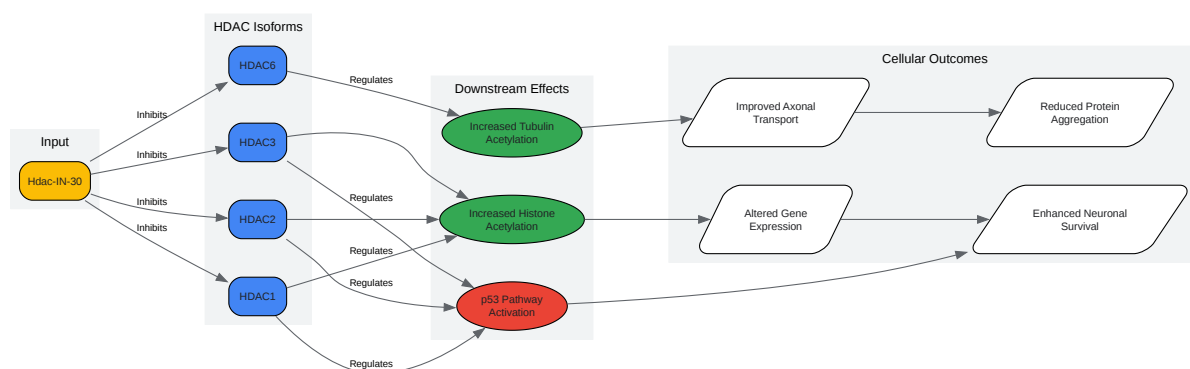 HDAC Isoforms
Cellular Outcomes
HDAC6
Regulates
Downstream Effects
Improved Axonal
Transport
Reduced Protein
Aggregation
Inhibits
Increased Tubulin
Acetylation
Input
HDAC3
Inhibits
Hdac-IN-30
Regulates
Inhibits
HDAC2
Increased Histone
Acetylation
Altered Gene
Expression
Enhanced Neuronal
Survival
Inhibits
Regulates
Regulates
HDAC1
p53 Pathway
Activation
Regulates